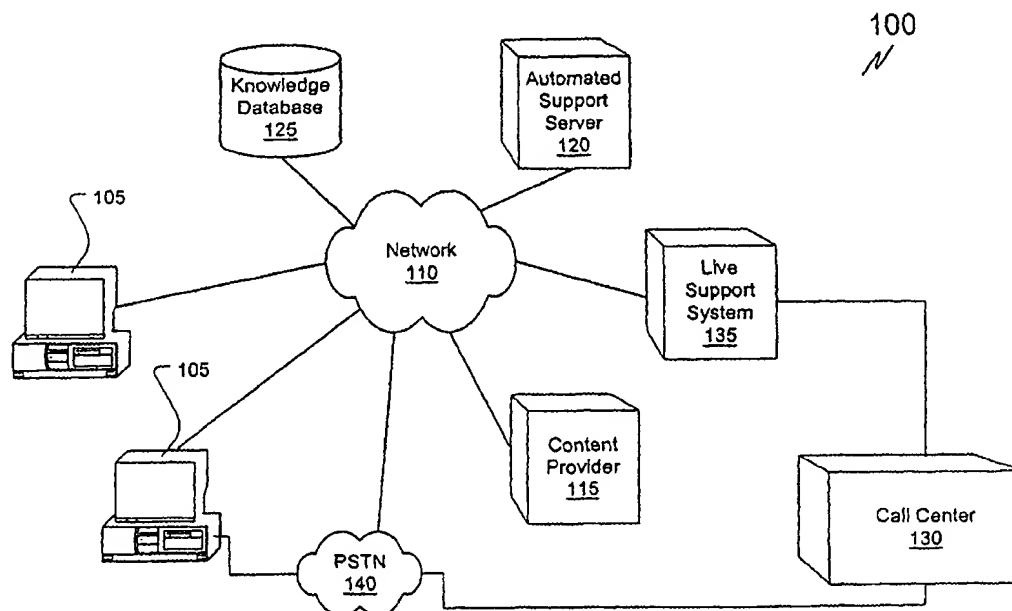 100
Knowledge
Database
125
Automated
Support
Server
120
105
Network
110
Live
Support
System
135
105
Content
Provider
115
Call Center
130
PSTN
140